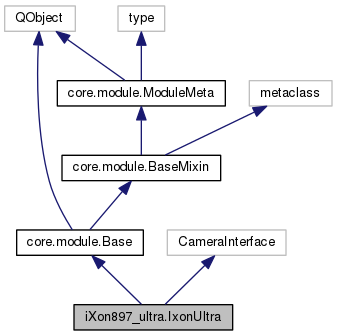 QObject
type
core.module.ModuleMeta
metaclass
core.module.BaseMixin
core.module.Base
CameraInterface
iXon897_ultra.IxonUltra